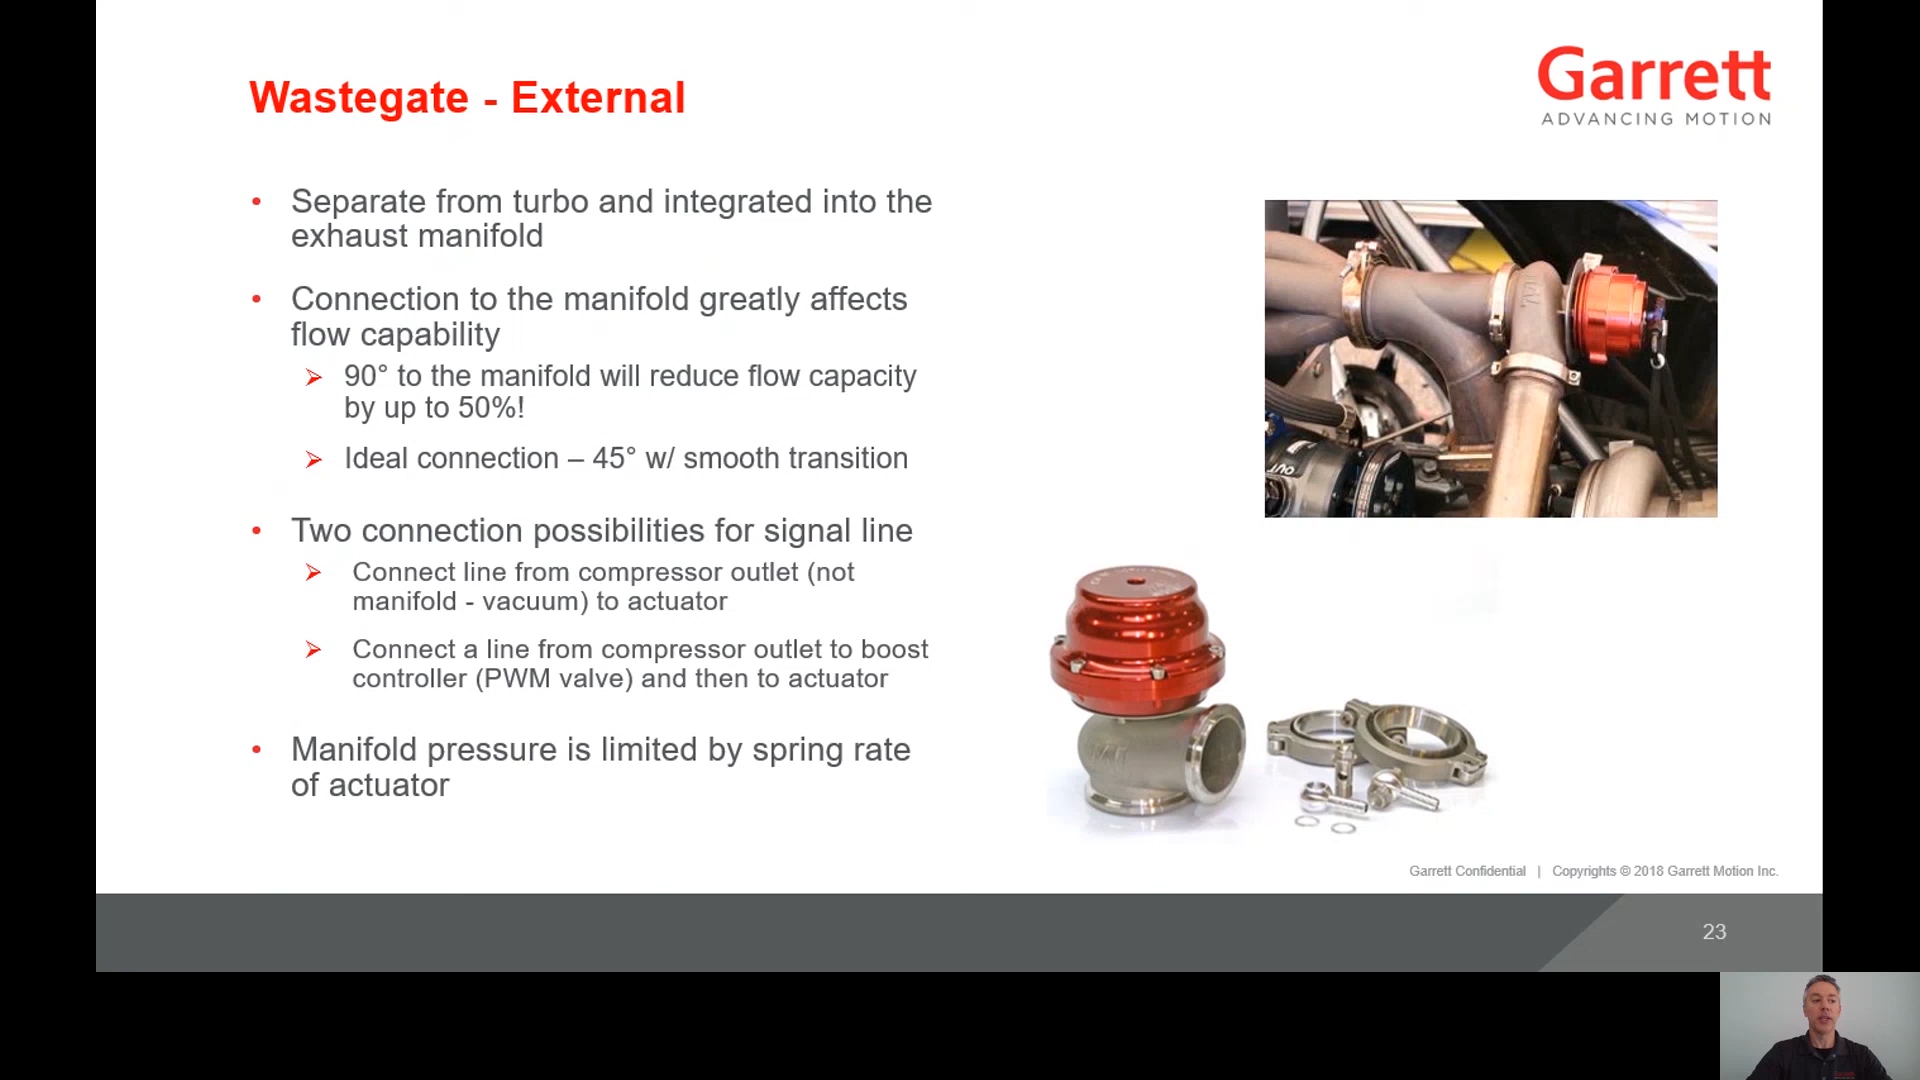 Wastegate - External
Garrett
ADVANCING MOTION
• Separate from turbo and integrated into the
exhaust manifold
• Connection to the manifold greatly affects
flow capability
➢ 90° to the manifold will reduce flow capacity
by up to 50%!
➢ Ideal connection – 45° w/ smooth transition
• Two connection possibilities for signal line
➢ Connect line from compressor outlet (not
manifold - vacuum) to actuator
➢ Connect a line from compressor outlet to boost
controller (PWM valve) and then to actuator
• Manifold pressure is limited by spring rate
of actuator
OUT
Garrett Confidential | Copyrights © 2018 Garrett Motion Inc.
23